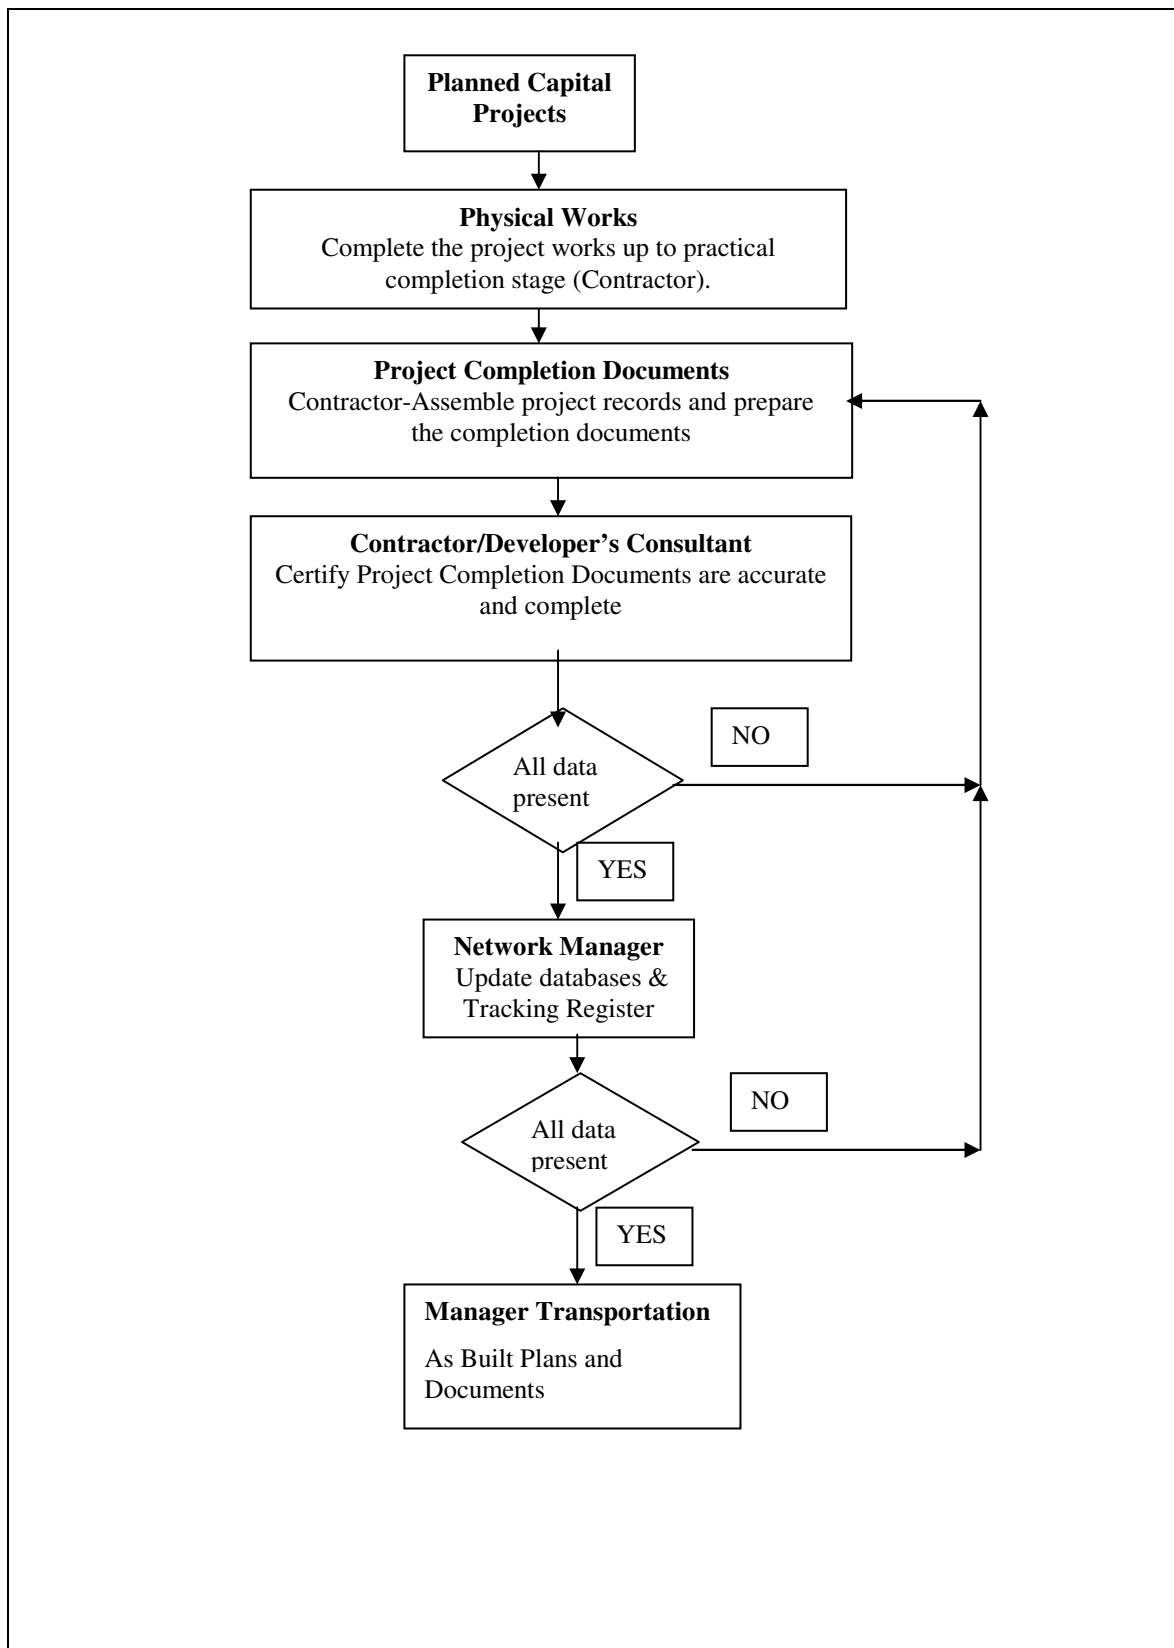 Planned Capital
Projects
Physical Works
Complete the project works up to practical
completion stage (Contractor).
Project Completion Documents
Contractor-Assemble project records and prepare
the completion documents
Contractor/Developer’s Consultant
Certify Project Completion Documents are accurate
and complete
NO
All data
present
YES
Network Manager
Update databases &
Tracking Register
NO
All data
present
YES
Manager Transportation
As Built Plans and
Documents